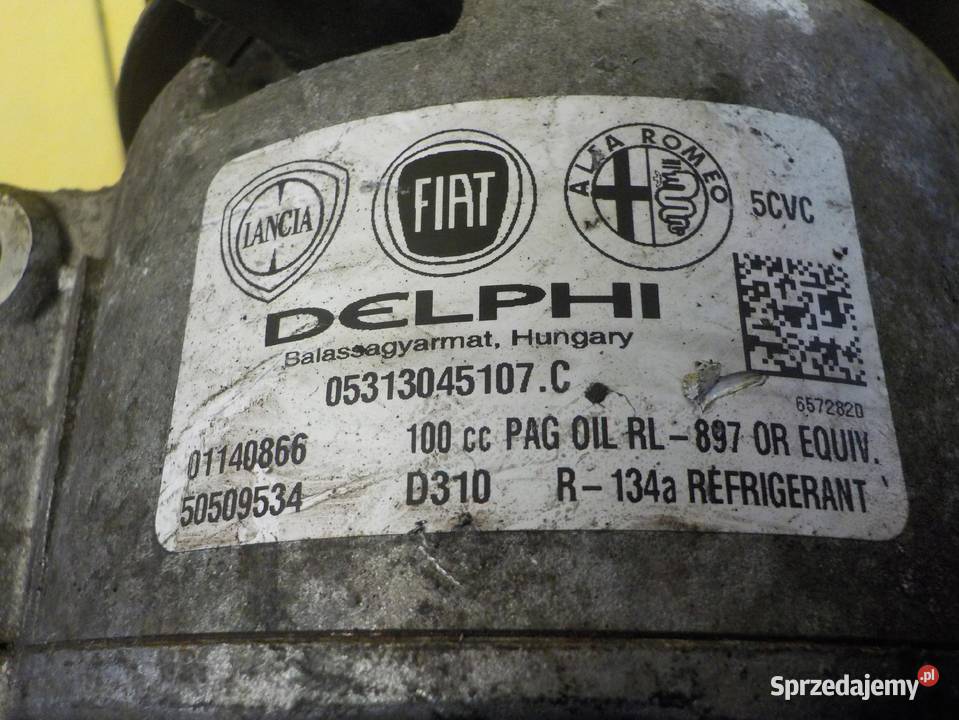 LANCIA
FIAT
ALFA ROMEO
5CVC
DELPHI
Balassagyarmat, Hungary
05313045107.C
6572820
01140866 100 cc PAG OIL RL-897 OR EQUIV.
50509534 D310 R-134a REFRIGERANT
Sprzedajemy.pl